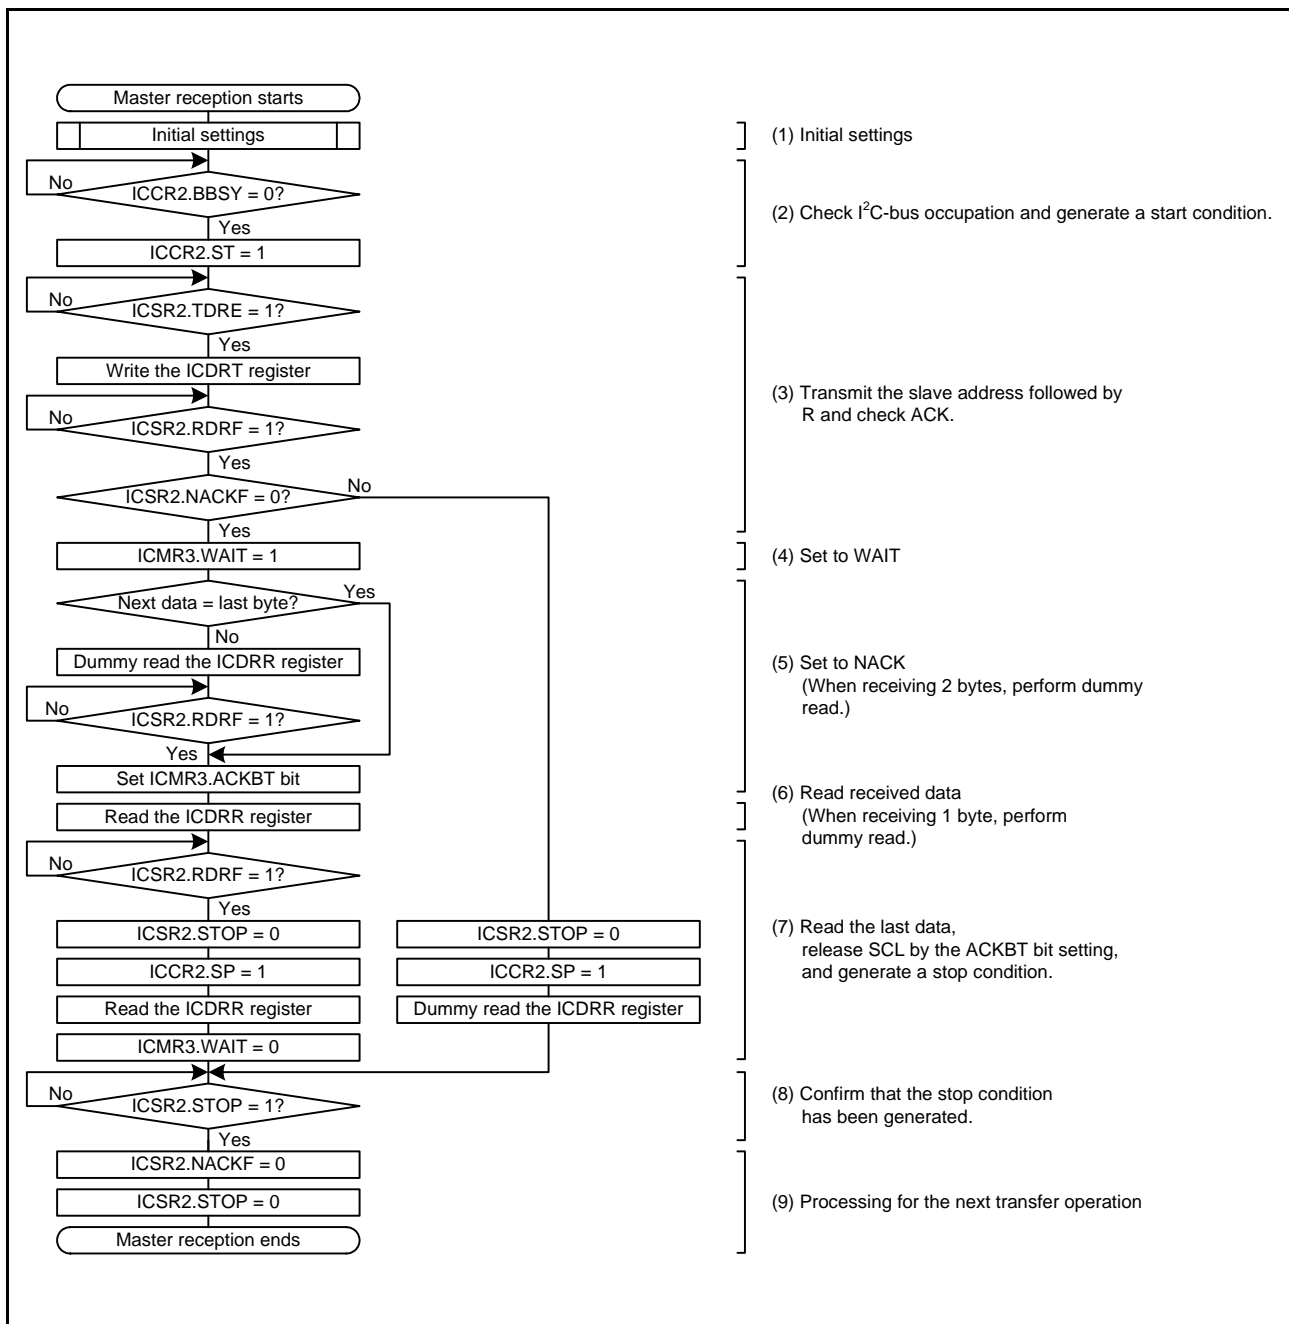 Master reception starts
Initial settings
(1) Initial settings
No
ICCR2.BBSY = 0?
Yes
(2) Check I²C-bus occupation and generate a start condition.
ICCR2.ST = 1
No
ICSR2.TDRE = 1?
Yes
Write the ICDRT register
No
ICSR2.RDRF = 1?
Yes
(3) Transmit the slave address followed by
R and check ACK.
ICSR2.NACKF = 0?
No
Yes
ICMR3.WAIT = 1
(4) Set to WAIT
Next data = last byte?
Yes
No
Dummy read the ICDRR register
No
ICSR2.RDRF = 1?
Yes
(5) Set to NACK
(When receiving 2 bytes, perform dummy
read.)
Set ICMR3.ACKBT bit
Read the ICDRR register
(6) Read received data
(When receiving 1 byte, perform
dummy read.)
No
ICSR2.RDRF = 1?
Yes
ICSR2.STOP = 0
ICCR2.SP = 1
Read the ICDRR register
ICMR3.WAIT = 0
ICSR2.STOP = 0
ICCR2.SP = 1
Dummy read the ICDRR register
(7) Read the last data,
release SCL by the ACKBT bit setting,
and generate a stop condition.
No
ICSR2.STOP = 1?
Yes
(8) Confirm that the stop condition
has been generated.
ICSR2.NACKF = 0
ICSR2.STOP = 0
(9) Processing for the next transfer operation
Master reception ends